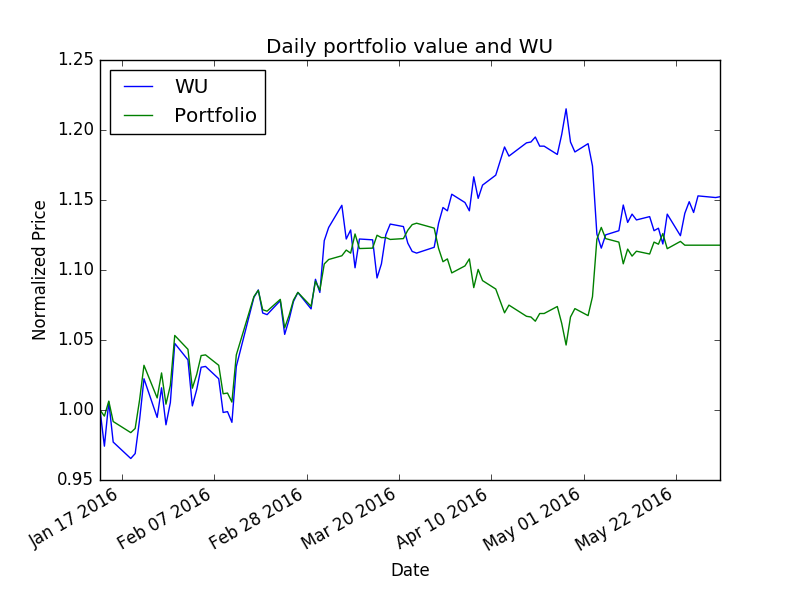 Daily portfolio value and WU
1.25
1.20
1.15
1.10
1.05
1.00
0.95
WU
Portfolio
Normalized Price
Jan 17 2016
Feb 07 2016
Feb 28 2016
Mar 20 2016
Apr 10 2016
May 01 2016
May 22 2016
Date